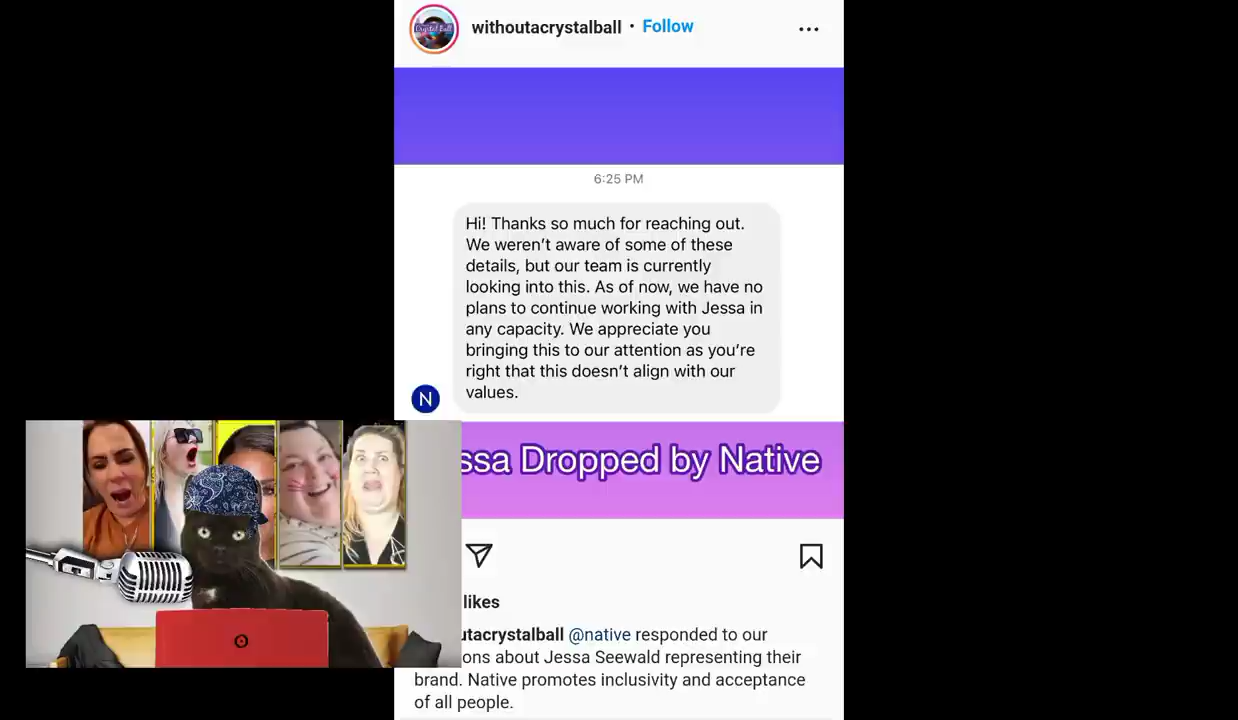 withoutacrystalball • Follow
6:25 PM
Hi! Thanks so much for reaching out.
We weren't aware of some of these
details, but our team is currently
looking into this. As of now, we have no
plans to continue working with Jessa in
any capacity. We appreciate you
bringing this to our attention as you're
right that this doesn't align with our
values.
N
ssa Dropped by Native
likes
utacrystalball @native responded to our
ons about Jessa Seewald representing their
brand. Native promotes inclusivity and acceptance
of all people.